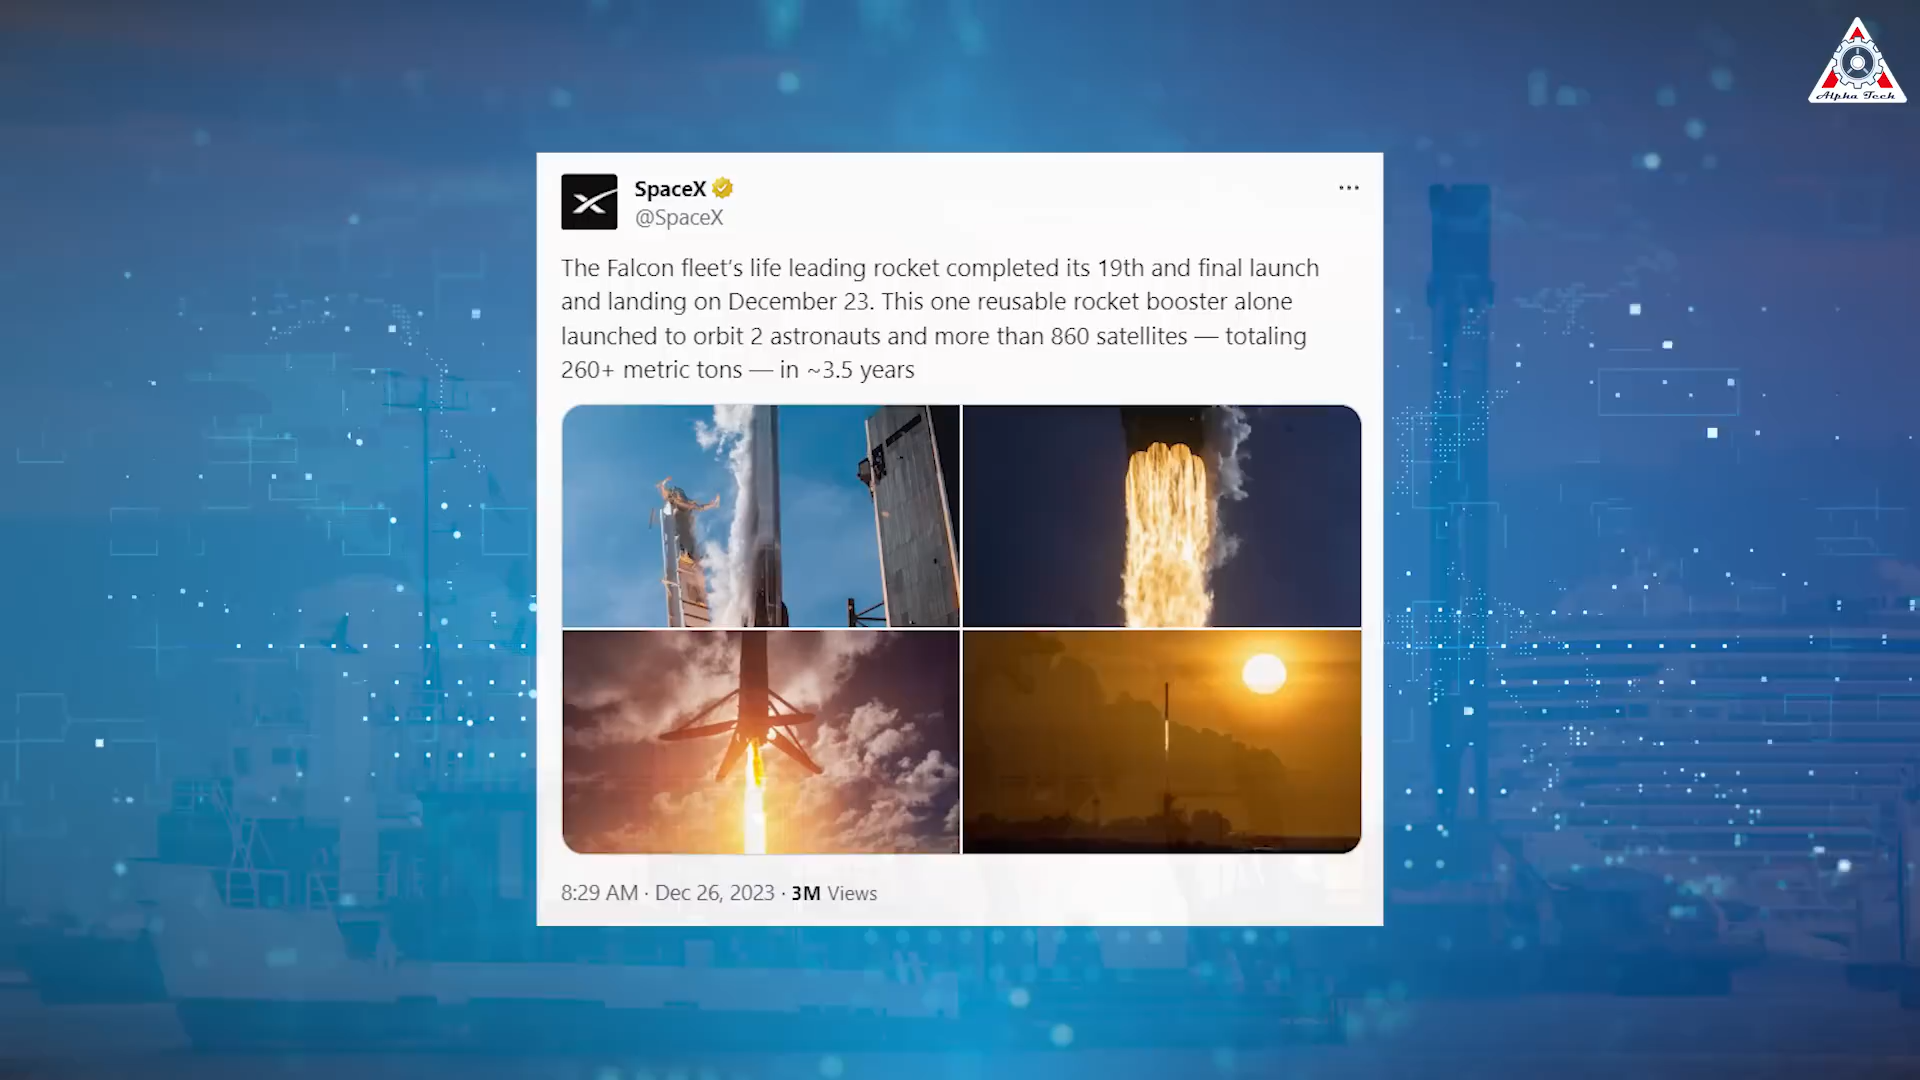 Alpha Tech
SpaceX
@SpaceX
The Falcon fleet's life leading rocket completed its 19th and final launch
and landing on December 23. This one reusable rocket booster alone
launched to orbit 2 astronauts and more than 860 satellites — totaling
260+ metric tons — in ~3.5 years
8:29 AM · Dec 26, 2023 · 3M Views